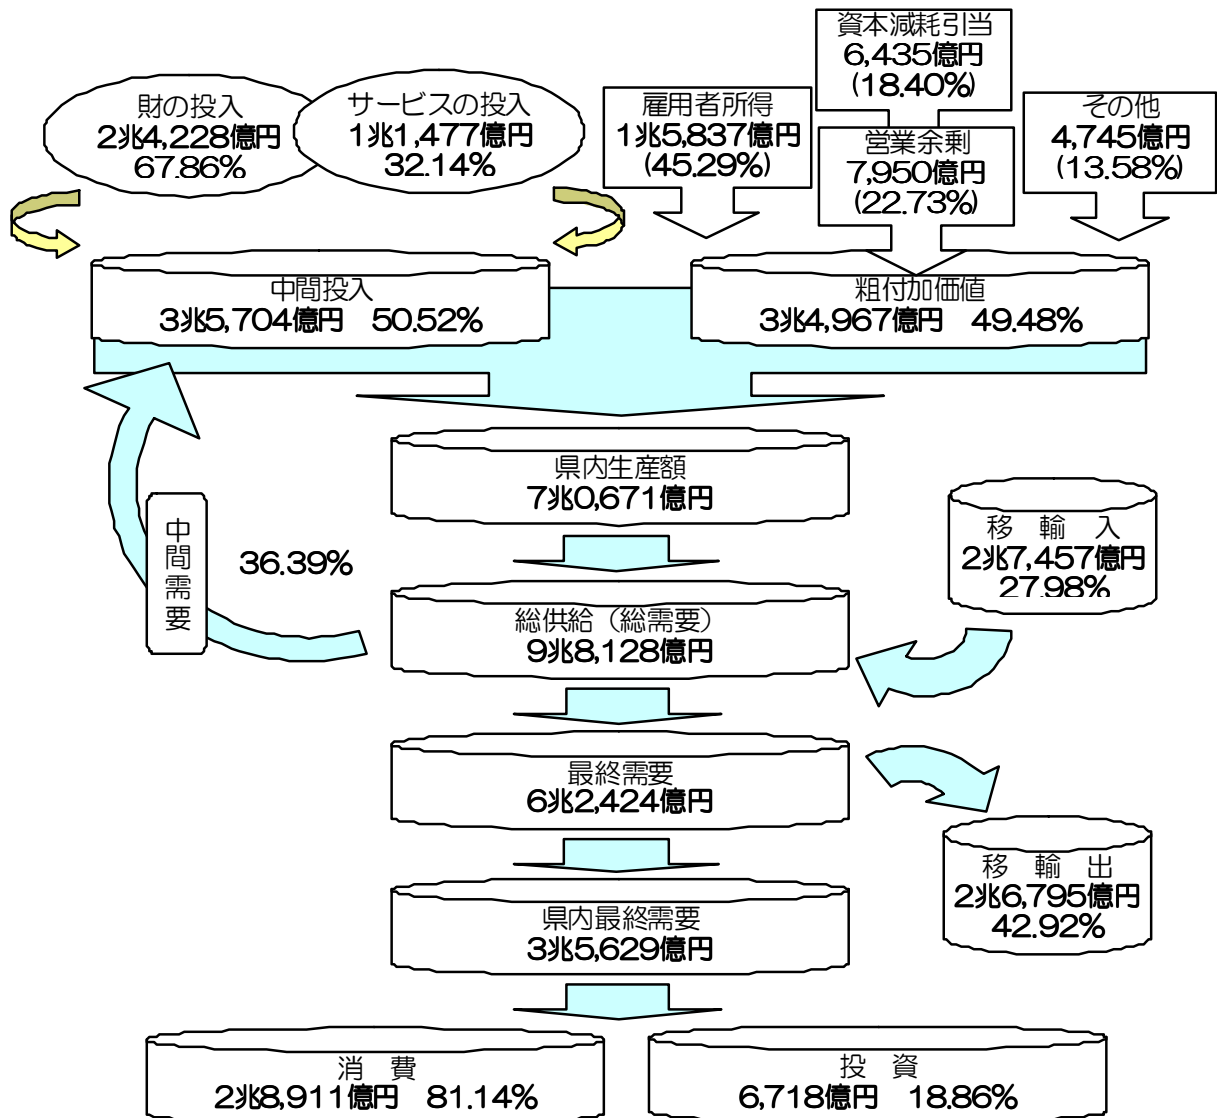 資本減耗引当
6,435億円
(18.40%)
財の投入
2兆4,228億円
67.86%
サービスの投入
1兆1,477億円
32.14%
雇用者所得
1兆5,837億円
(45.29%)
営業余剰
7,950億円
(22.73%)
その他
4,745億円
(13.58%)
中間投入
3兆5,704億円 50.52%
粗付加価値
3兆4,967億円 49.48%
県内生産額
7兆0,671億円
中間需要
36.39%
移 輸 入
2兆7,457億円
27.98%
総供給（総需要）
9兆8,128億円
最終需要
6兆2,424億円
移 輸 出
2兆6,795億円
42.92%
県内最終需要
3兆5,629億円
消 費
2兆8,911億円 81.14%
投 資
6,718億円 18.86%